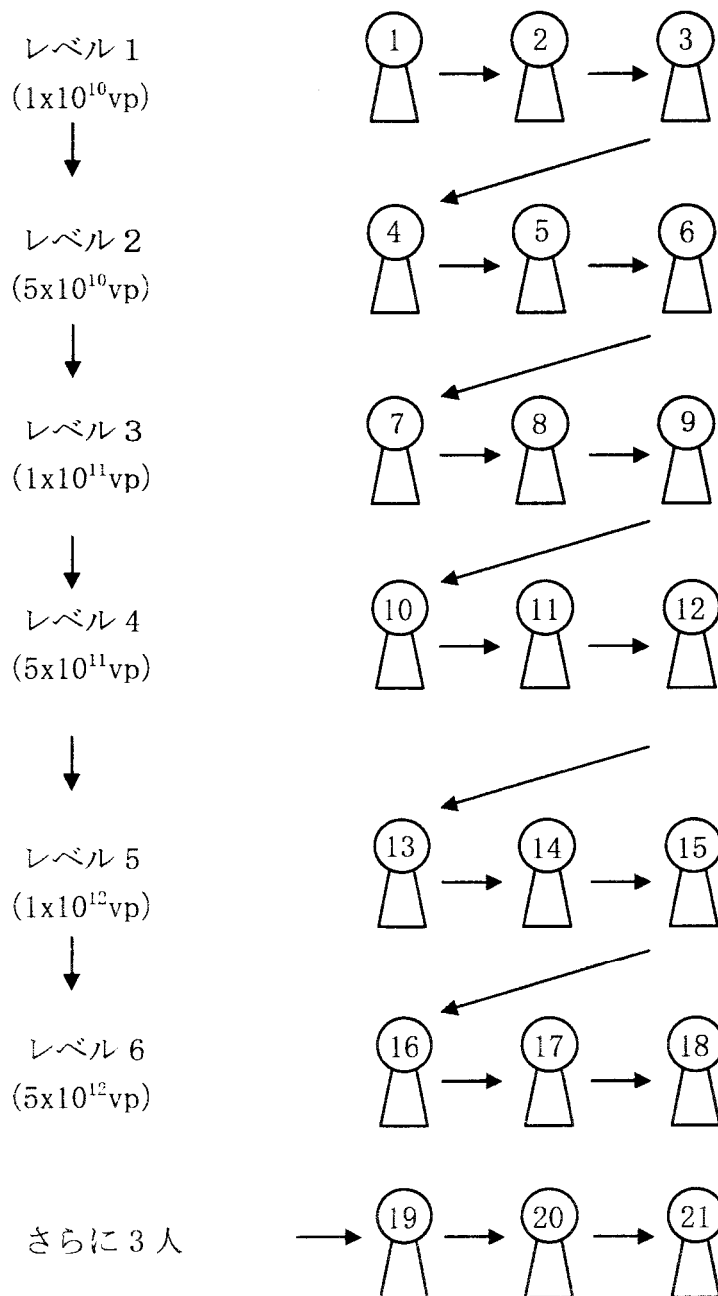 レベル 1
(1x10¹⁰vp)
1 2 3
レベル 2
(5x10¹⁰vp)
4 5 6
レベル 3
(1x10¹¹vp)
7 8 9
レベル 4
(5x10¹¹vp)
10 11 12
レベル 5
(1x10¹²vp)
13 14 15
レベル 6
(5x10¹²vp)
16 17 18
さらに 3 人
19 20 21